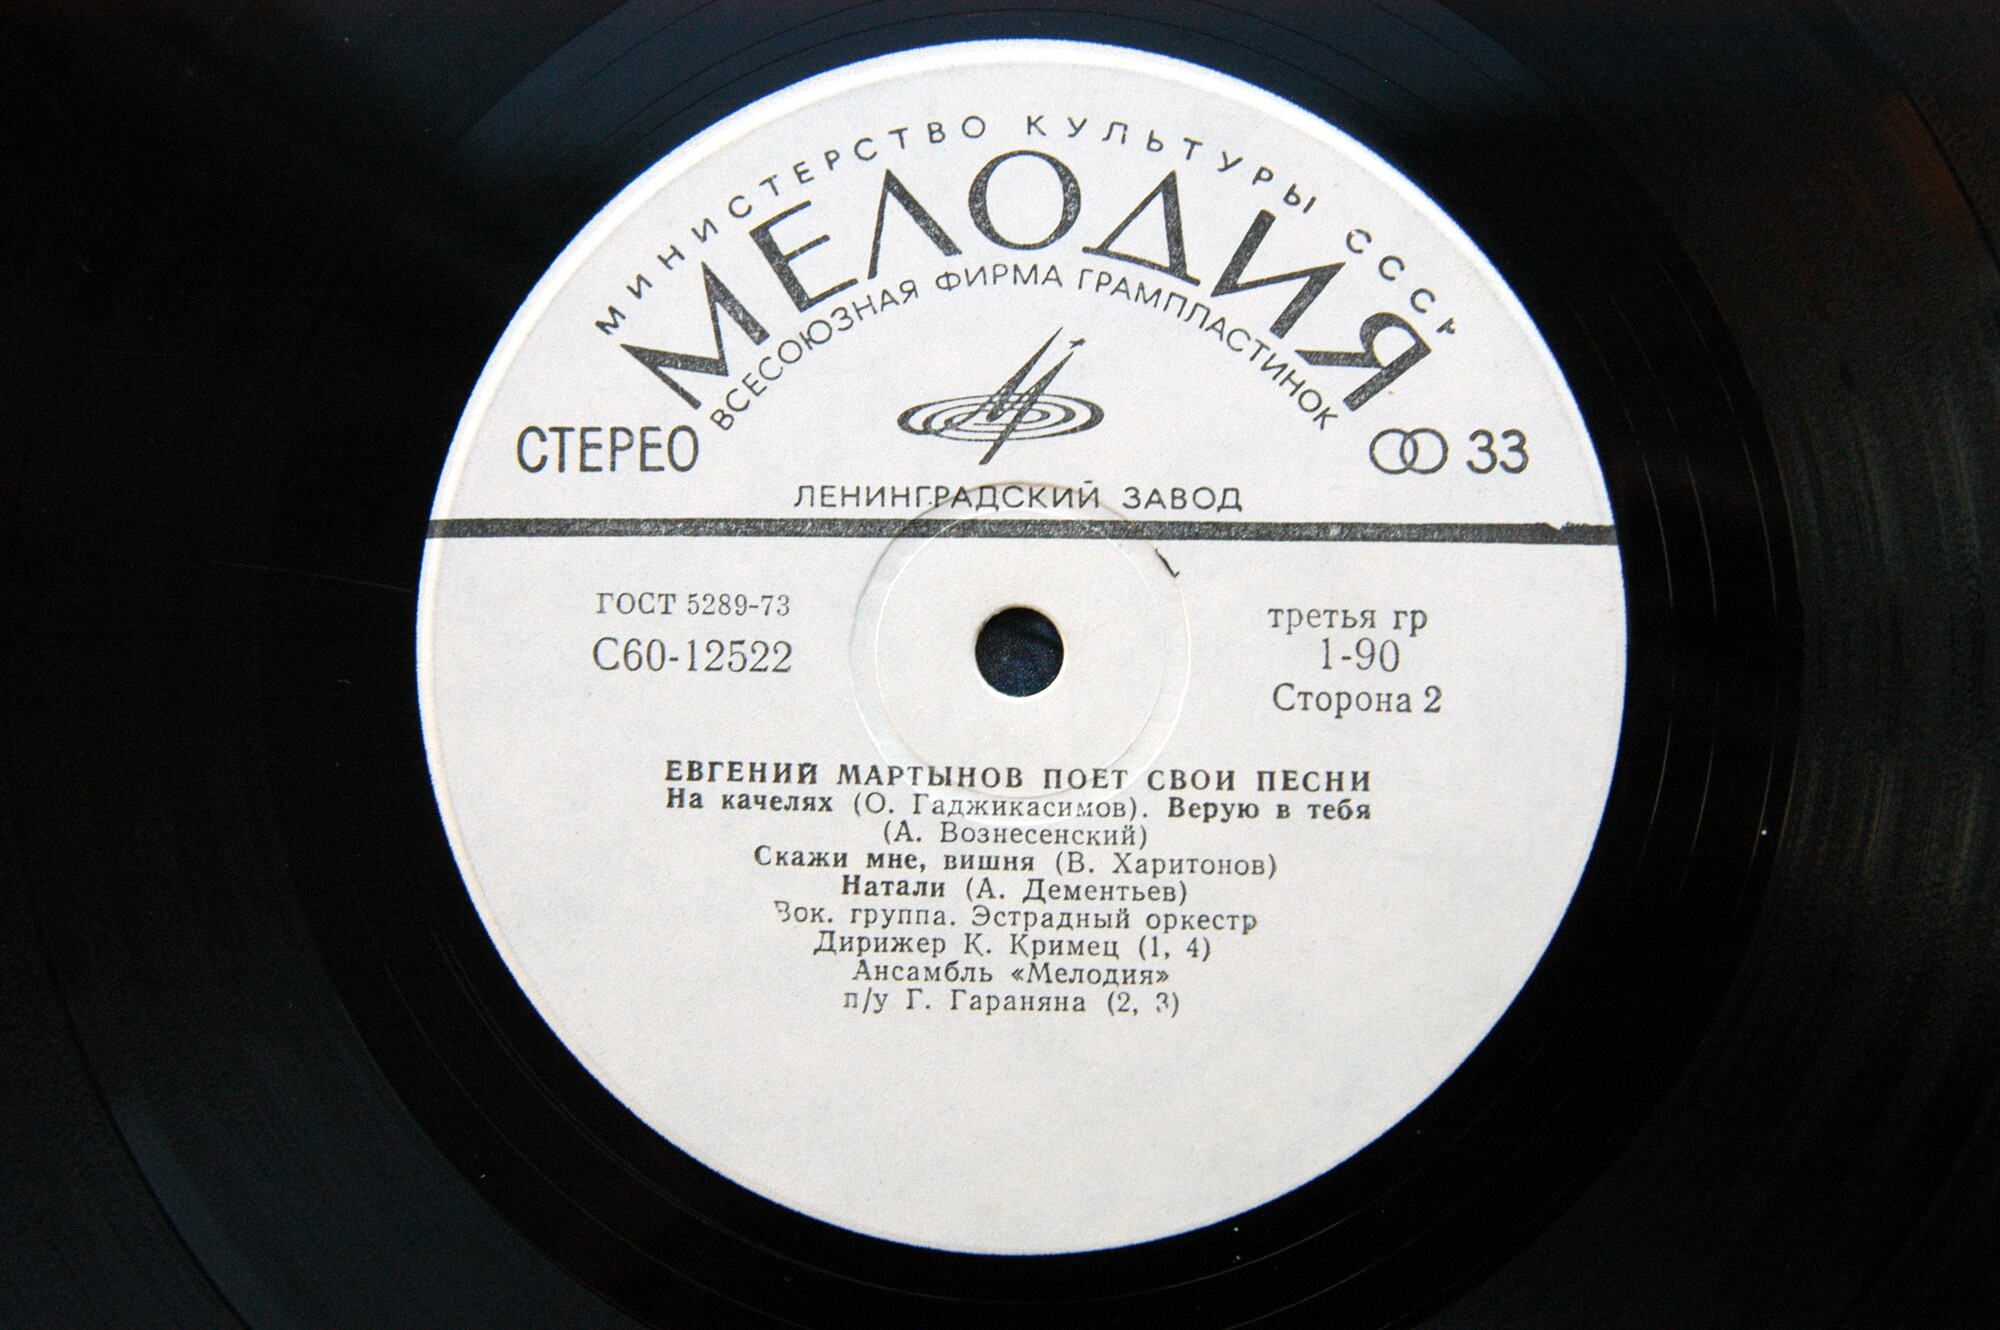 МИНИСТЕРСТВО КУЛЬТУРЫ СССР
МЕЛОДИЯ
ВСЕСОЮЗНАЯ ФИРМА ГРАМПЛАСТИНОК
СТЕРЕО
33
ЛЕНИНГРАДСКИЙ ЗАВОД
ГОСТ 5289-73
С60-12522
третья гр
1-90
Сторона 2
ЕВГЕНИЙ МАРТЫНОВ ПОЕТ СВОИ ПЕСНИ
На качелях (О. Гаджикасимов). Верую в тебя
(А. Вознесенский)
Скажи мне, вишня (В. Харитонов)
Натали (А. Дементьев)
Вок. группа. Эстрадный оркестр
Дирижер К. Кримец (1, 4)
Ансамбль «Мелодия»
п/у Г. Гараняна (2, 3)